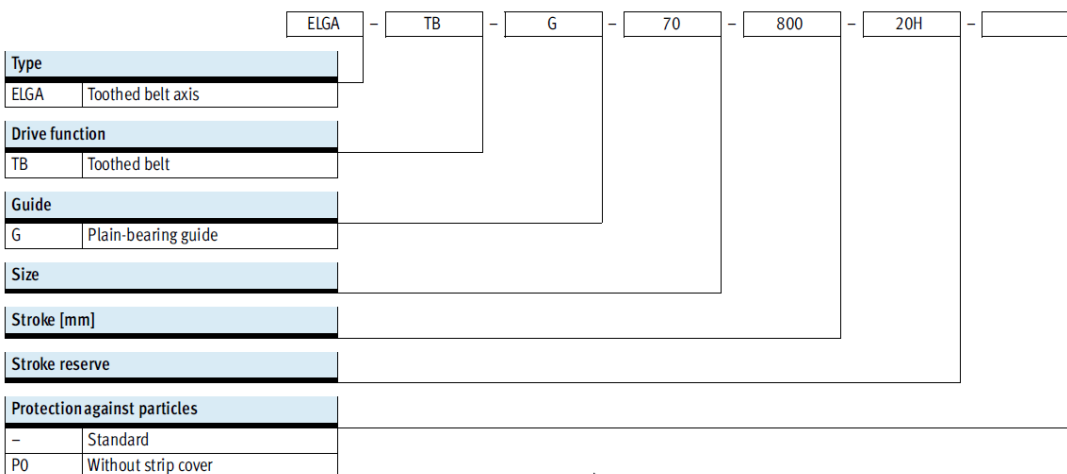 ELGA – TB – G – 70 – 800 – 20H –
Type
ELGA Toothed belt axis
Drive function
TB Toothed belt
Guide
G Plain-bearing guide
Size
Stroke [mm]
Stroke reserve
Protection against particles
– Standard
P0 Without strip cover